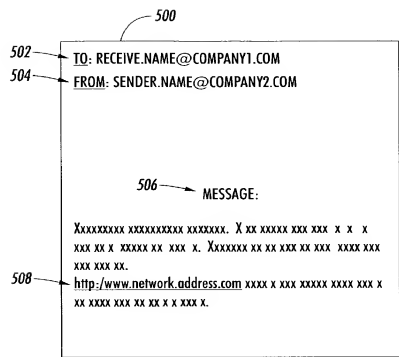 500
502 TO: RECEIVE.NAME@COMPANY1.COM
504 FROM: SENDER.NAME@COMPANY2.COM
506 MESSAGE:
Xxxxxxxxx xxxxxxxxxx xxxxxxx. X xx xxxxx xxx xxx x x x
xxx xx x xxxxx xx xxx x. Xxxxxxx xx xx xxx xx xxx xxxx xxx
xxx xxx xx.
508 http:/www.network.address.com xxxx x xxx xxxxx xxxx xxx x
xx xxxx xxx xx xx x x xxx x.